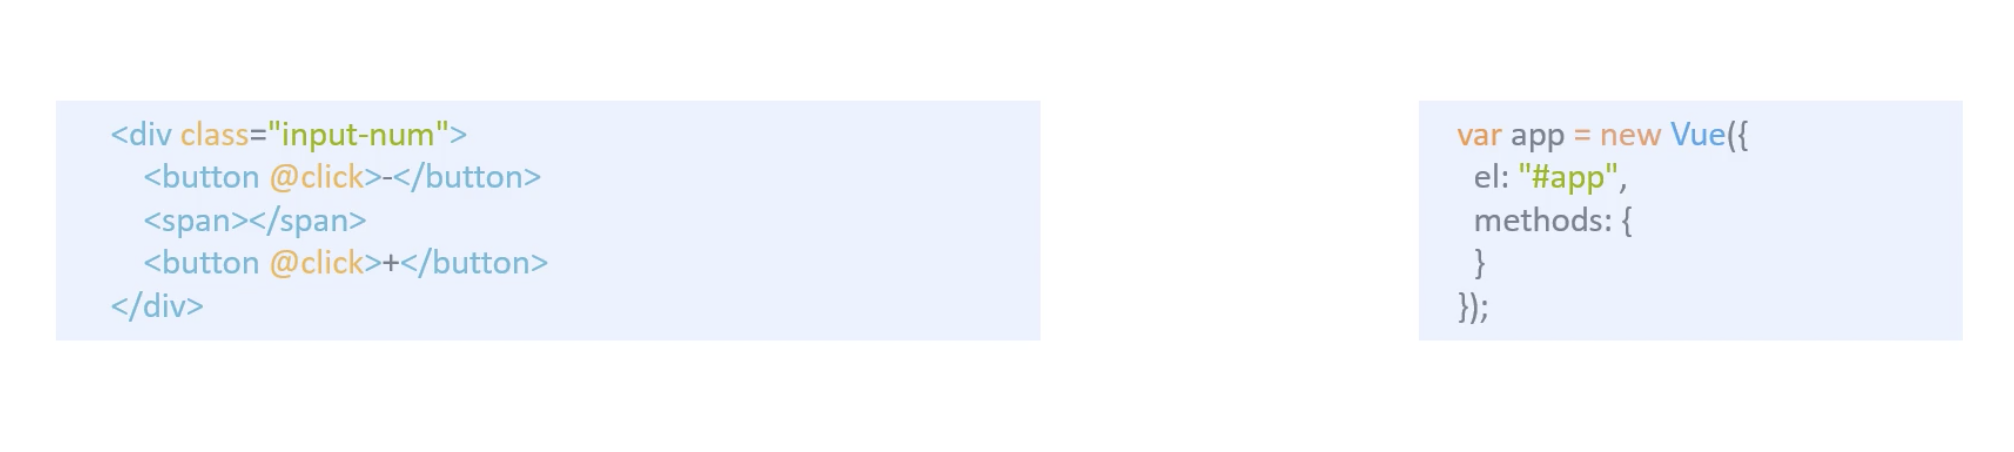 <div class="input-num">
<button @click>-</button>
<span></span>
<button @click>+</button>
</div>
var app = new Vue({
el: "#app",
methods: {
}
});